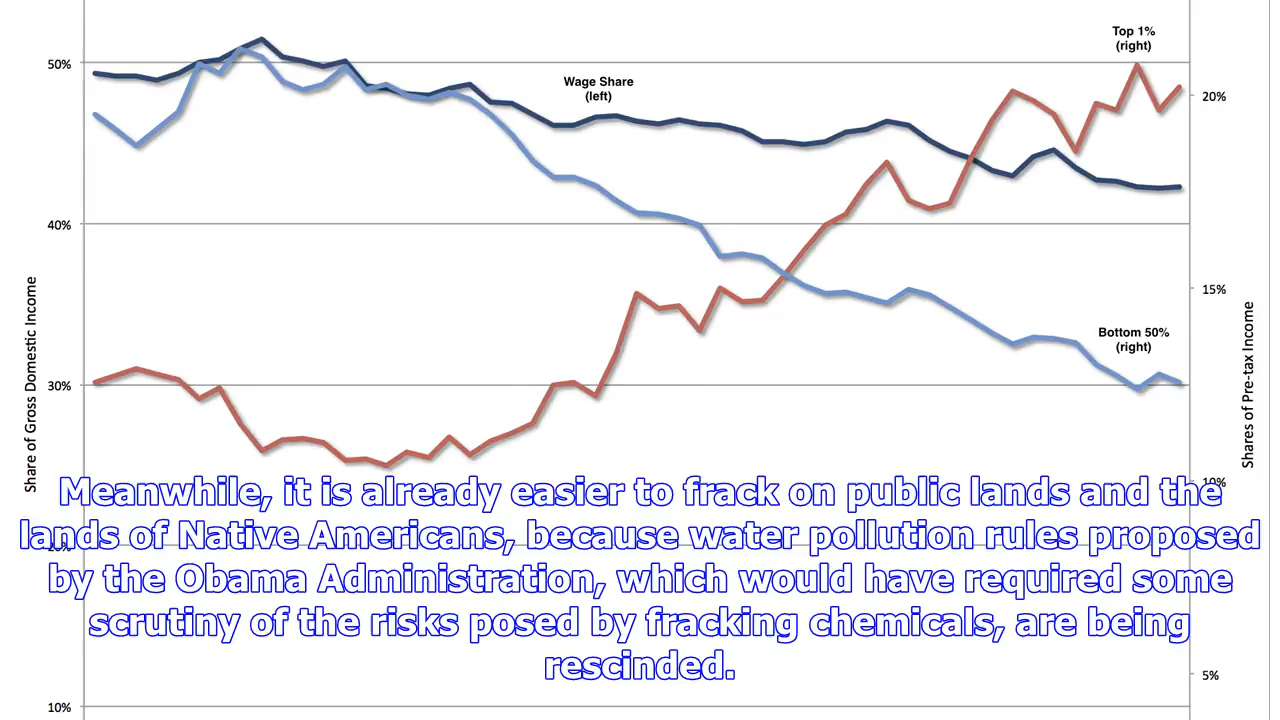 Top 1%
(right)
50%
Wage Share
(left)
20%
40%
15%
Bottom 50%
(right)
30%
Share of Gross Domestic Income
Shares of Pre-tax Income
10%
Meanwhile, it is already easier to frack on public lands and the
lands of Native Americans, because water pollution rules proposed
20%
by the Obama Administration, which would have required some
scrutiny of the risks posed by fracking chemicals, are being
rescinded.
5%
10%